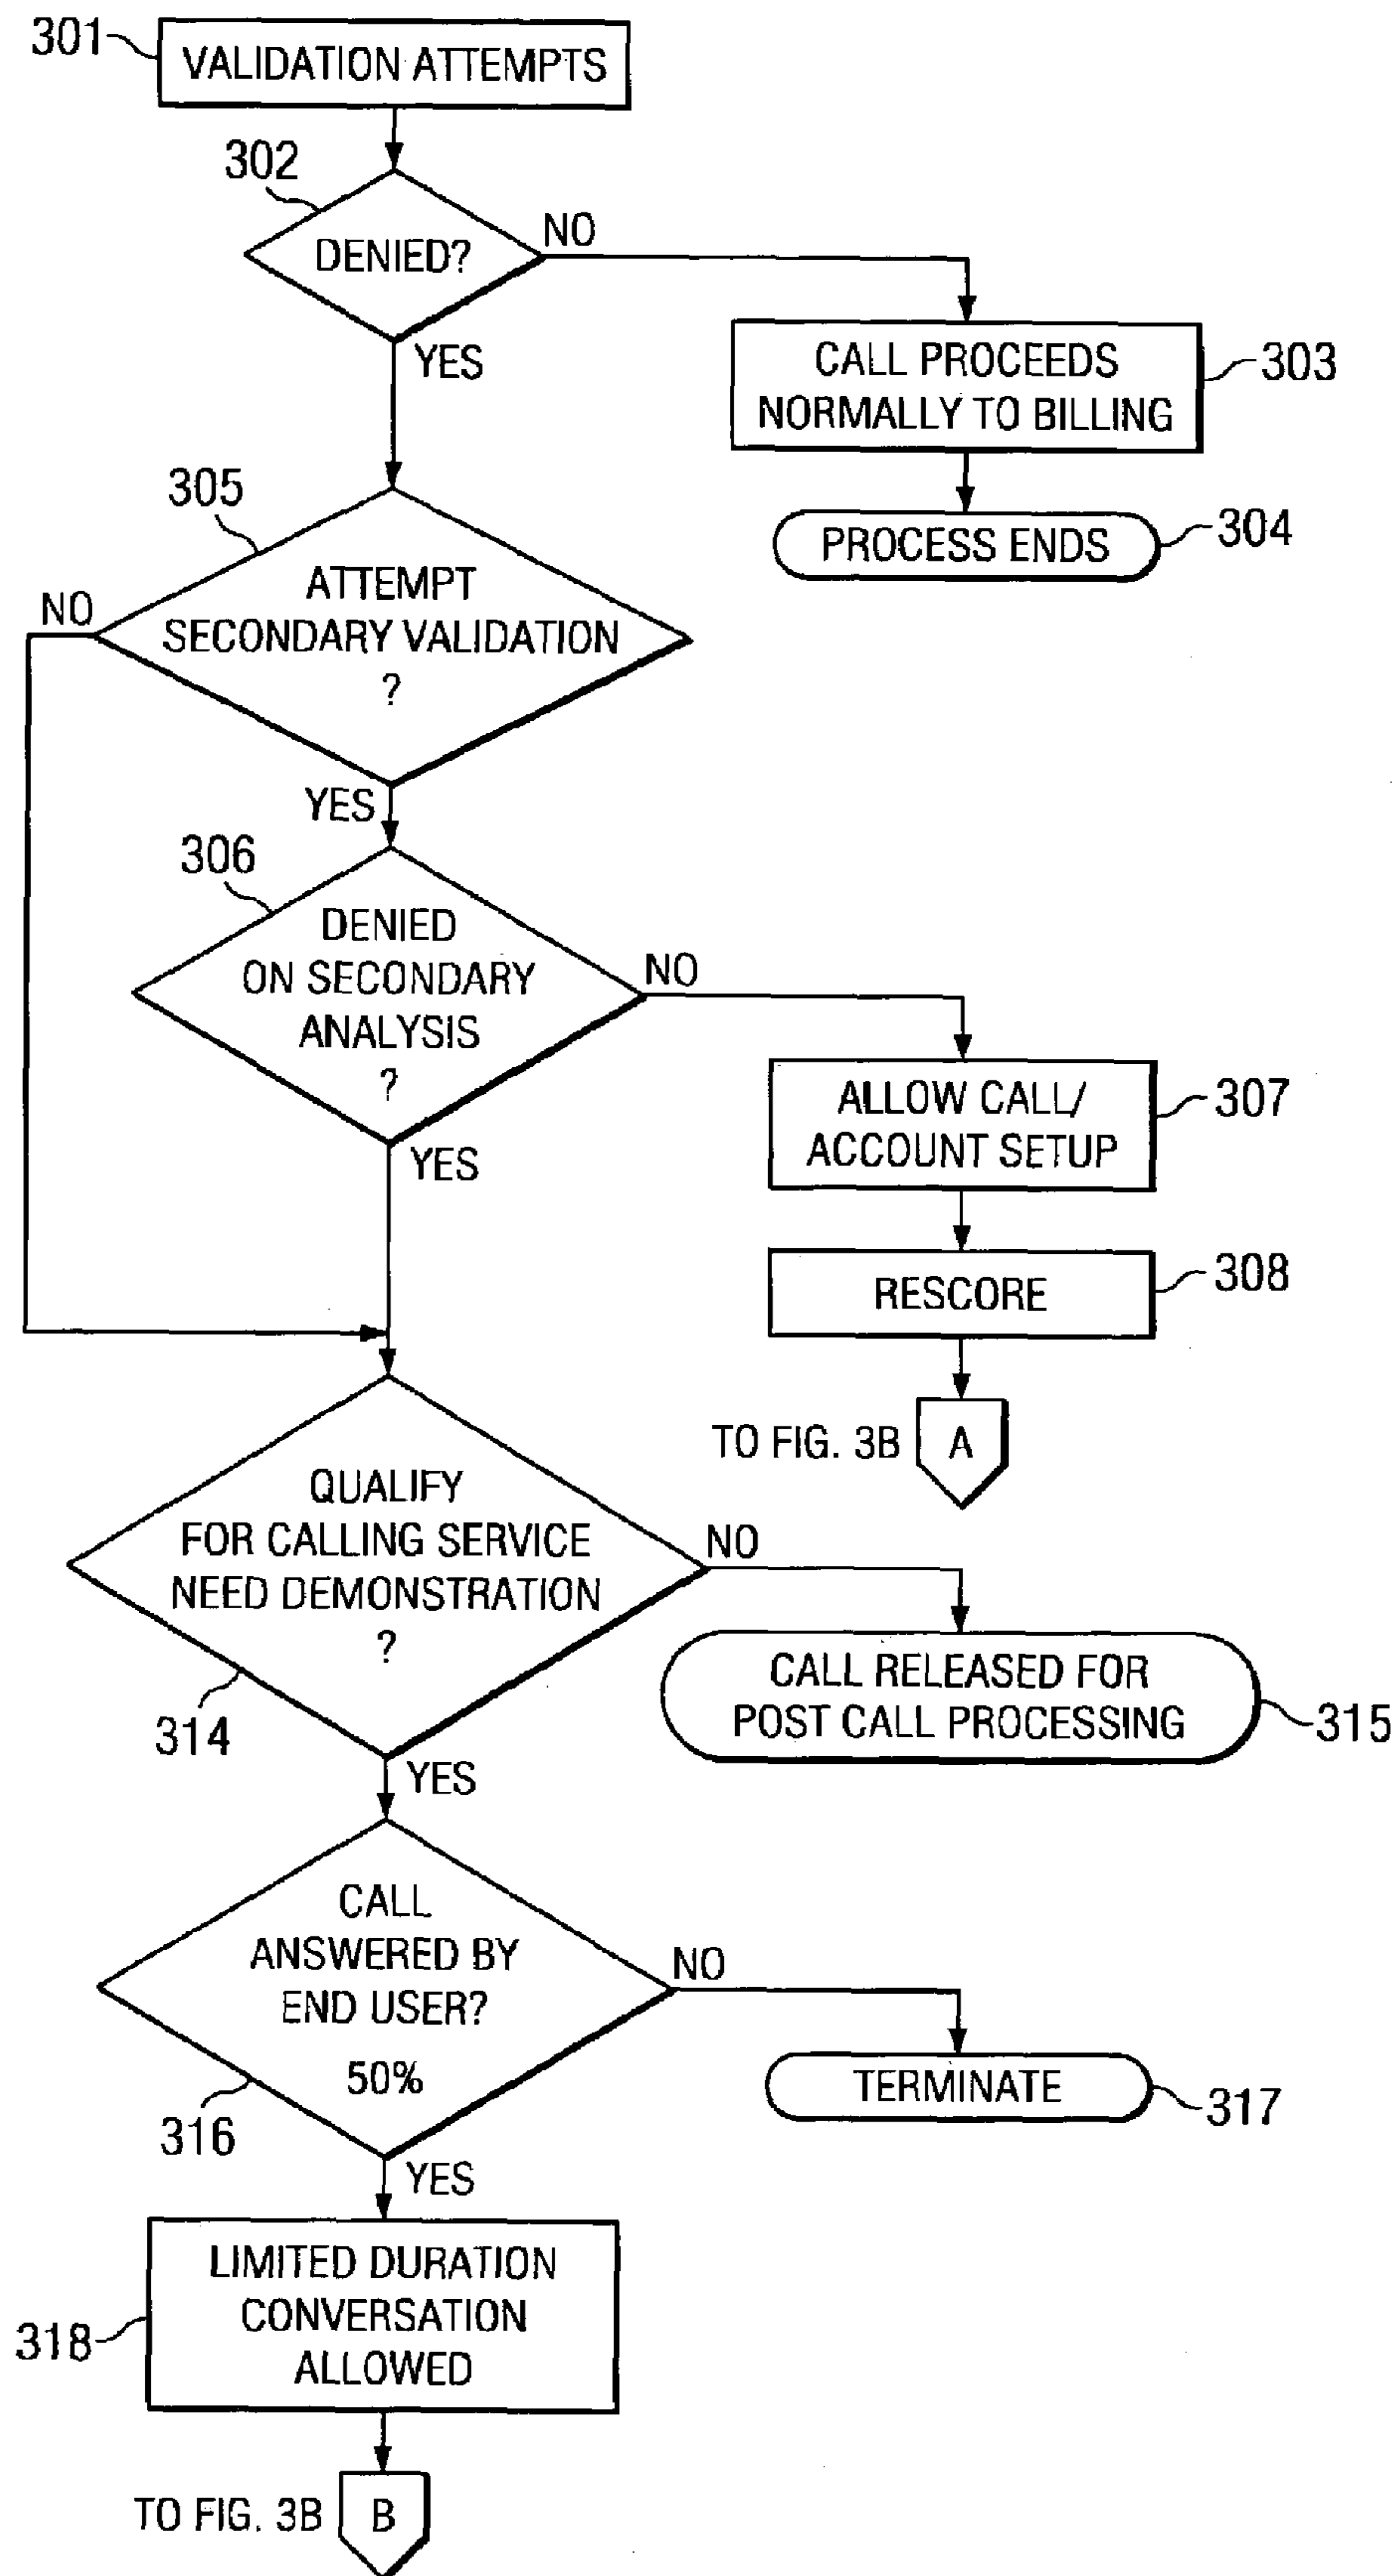 301
VALIDATION ATTEMPTS
302
DENIED?
NO
YES
CALL PROCEEDS
NORMALLY TO BILLING
303
PROCESS ENDS
304
305
ATTEMPT
SECONDARY VALIDATION
?
NO
YES
306
DENIED
ON SECONDARY
ANALYSIS
?
NO
YES
ALLOW CALL/
ACCOUNT SETUP
307
RESCORE
308
TO FIG. 3B
A
QUALIFY
FOR CALLING SERVICE
NEED DEMONSTRATION
?
NO
314
YES
CALL RELEASED FOR
POST CALL PROCESSING
315
CALL
ANSWERED BY
END USER?
50%
NO
316
YES
TERMINATE
317
LIMITED DURATION
CONVERSATION
ALLOWED
318
TO FIG. 3B
B